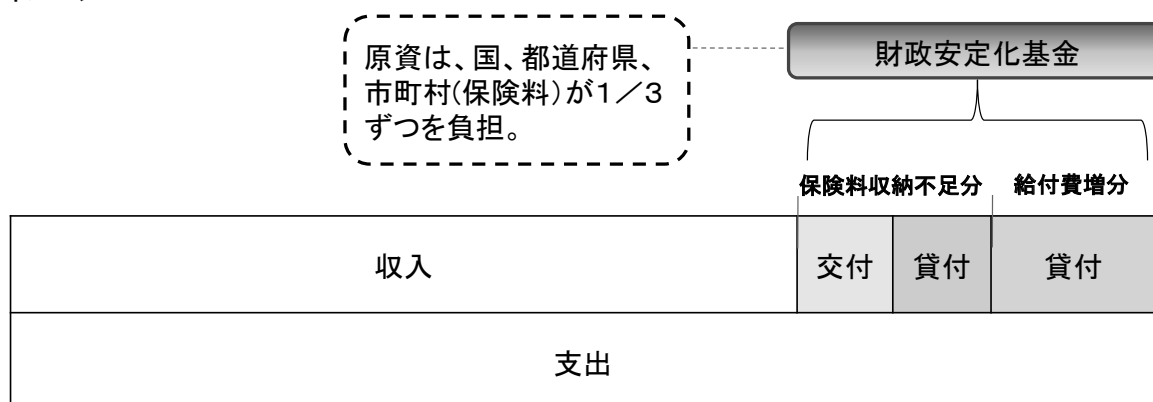 原資は、国、都道府県、
市町村(保険料)が1／3
ずつを負担。
財政安定化基金
保険料収納不足分
給付費増分
収入
交付
貸付
貸付
支出